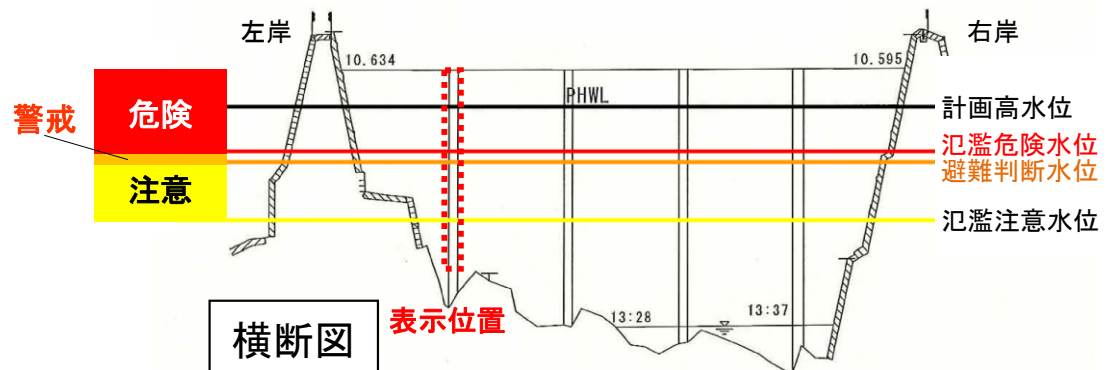 左岸
右岸
10.634
10.595
危険
PHWL
計画高水位
警戒
氾濫危険水位
避難判断水位
注意
氾濫注意水位
表示位置
13:28
13:37
横断図